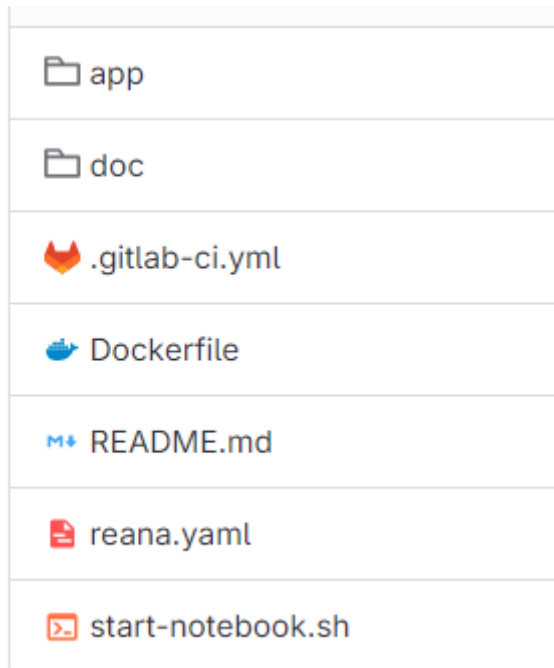 app
doc
.gitlab-ci.yml
Dockerfile
README.md
reana.yaml
start-notebook.sh